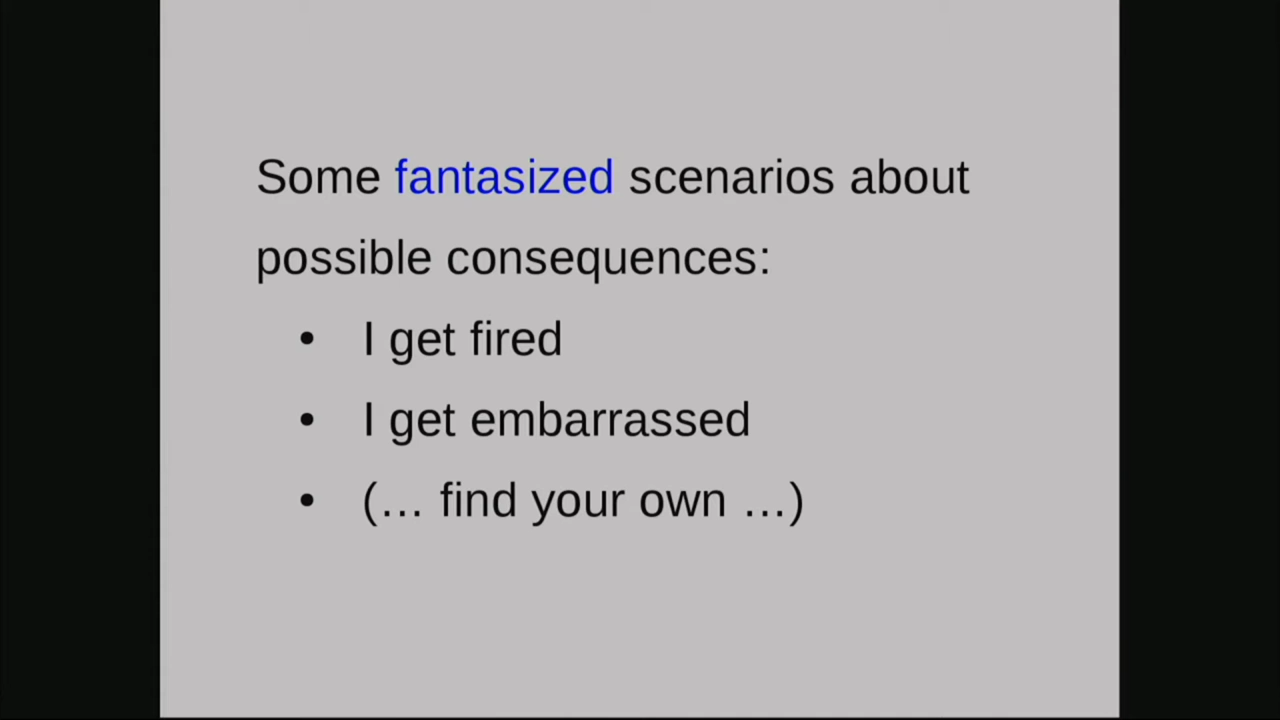 Some fantasized scenarios about
possible consequences:
• I get fired
• I get embarrassed
• (… find your own …)